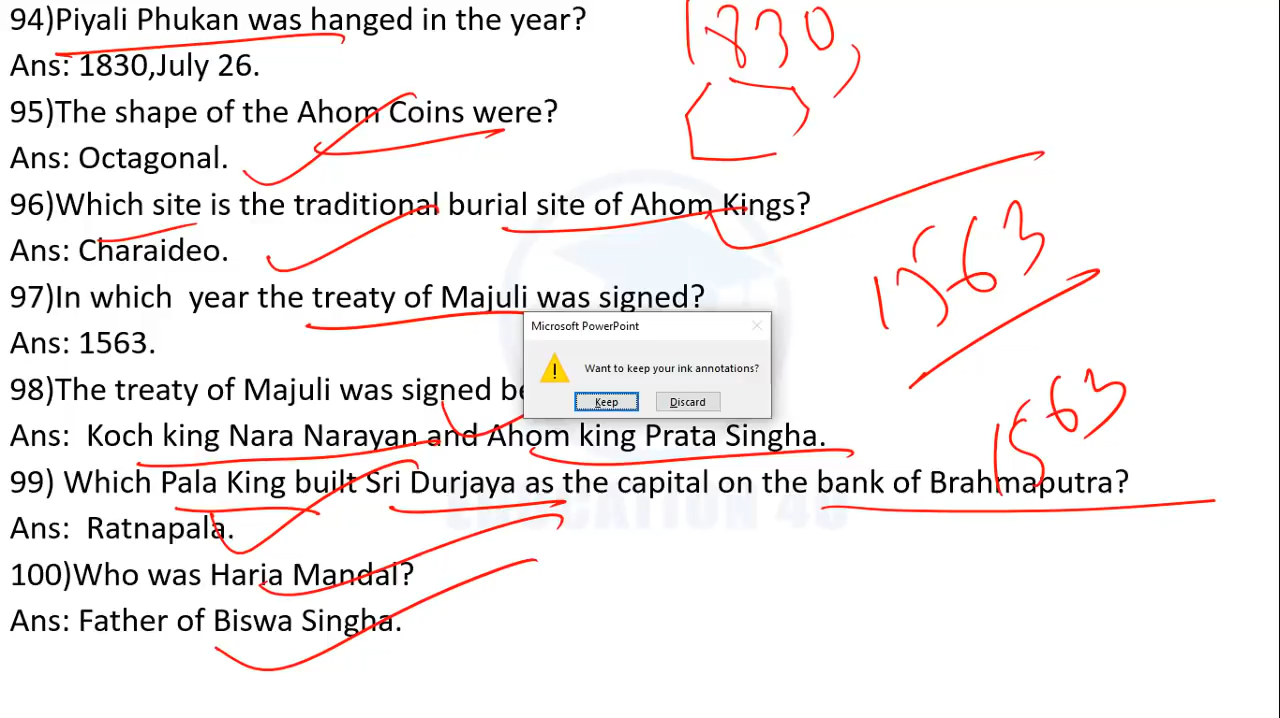 94)Piyali Phukan was hanged in the year?
1830,
Ans: 1830,July 26.
95)The shape of the Ahom Coins were?
Ans: Octagonal.
96)Which site is the traditional burial site of Ahom Kings?
Ans: Charaideo.
1563
97)In which year the treaty of Majuli was signed?
Ans: 1563.
Microsoft PowerPoint
Want to keep your ink annotations?
Keep Discard
98)The treaty of Majuli was signed
1563
Ans: Koch king Nara Narayan and Ahom king Prata Singha.
99) Which Pala King built Sri Durjaya as the capital on the bank of Brahmaputra?
Ans: Ratnapala.
100)Who was Haria Mandal?
Ans: Father of Biswa Singha.